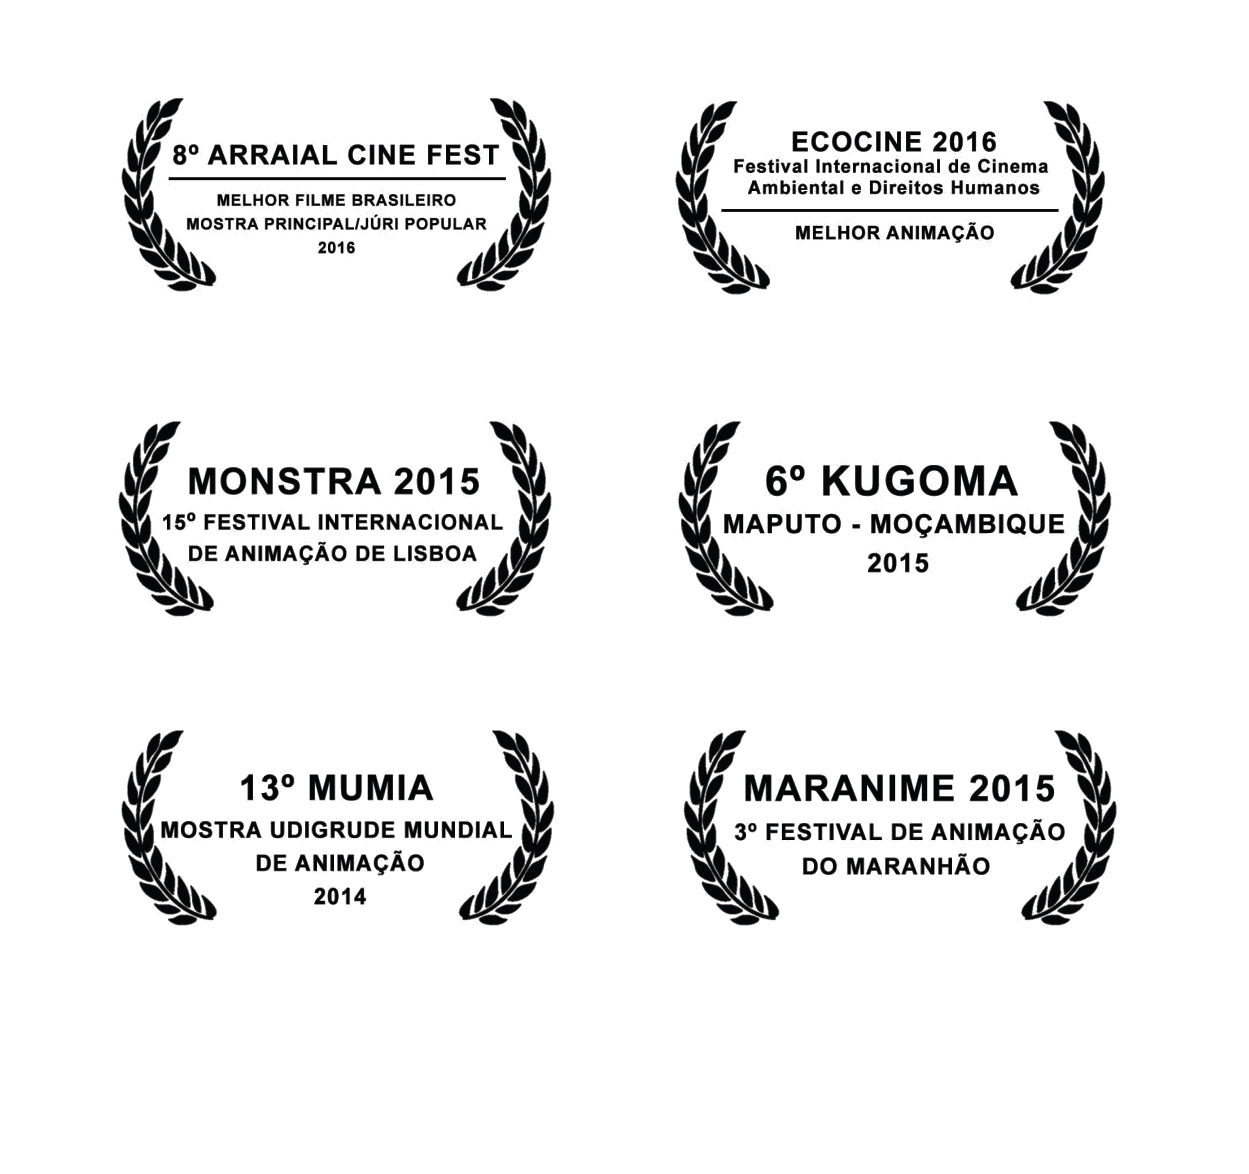 8º ARRAIAL CINE FEST
MELHOR FILME BRASILEIRO
MOSTRA PRINCIPAL/JÚRI POPULAR
2016
ECOCINE 2016
Festival Internacional de Cinema
Ambiental e Direitos Humanos
MELHOR ANIMAÇÃO
MONSTRA 2015
15º FESTIVAL INTERNACIONAL
DE ANIMAÇÃO DE LISBOA
6º KUGOMA
MAPUTO - MOÇAMBIQUE
2015
13º MUMIA
MOSTRA UDIGRUDE MUNDIAL
DE ANIMAÇÃO
2014
MARANIME 2015
3º FESTIVAL DE ANIMAÇÃO
DO MARANHÃO